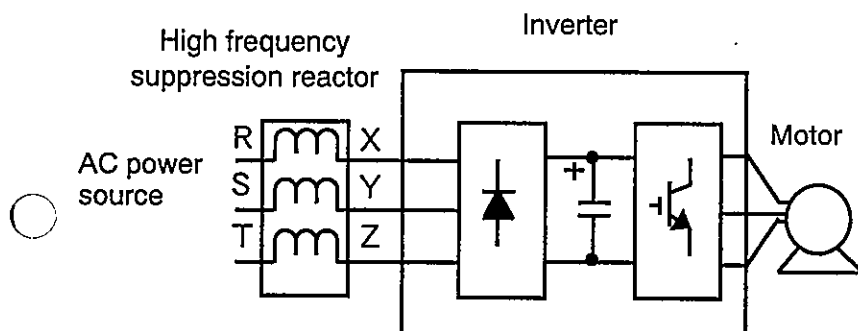 High frequency
suppression reactor
Inverter
AC power
source
R X
S Y
T Z
+
Motor